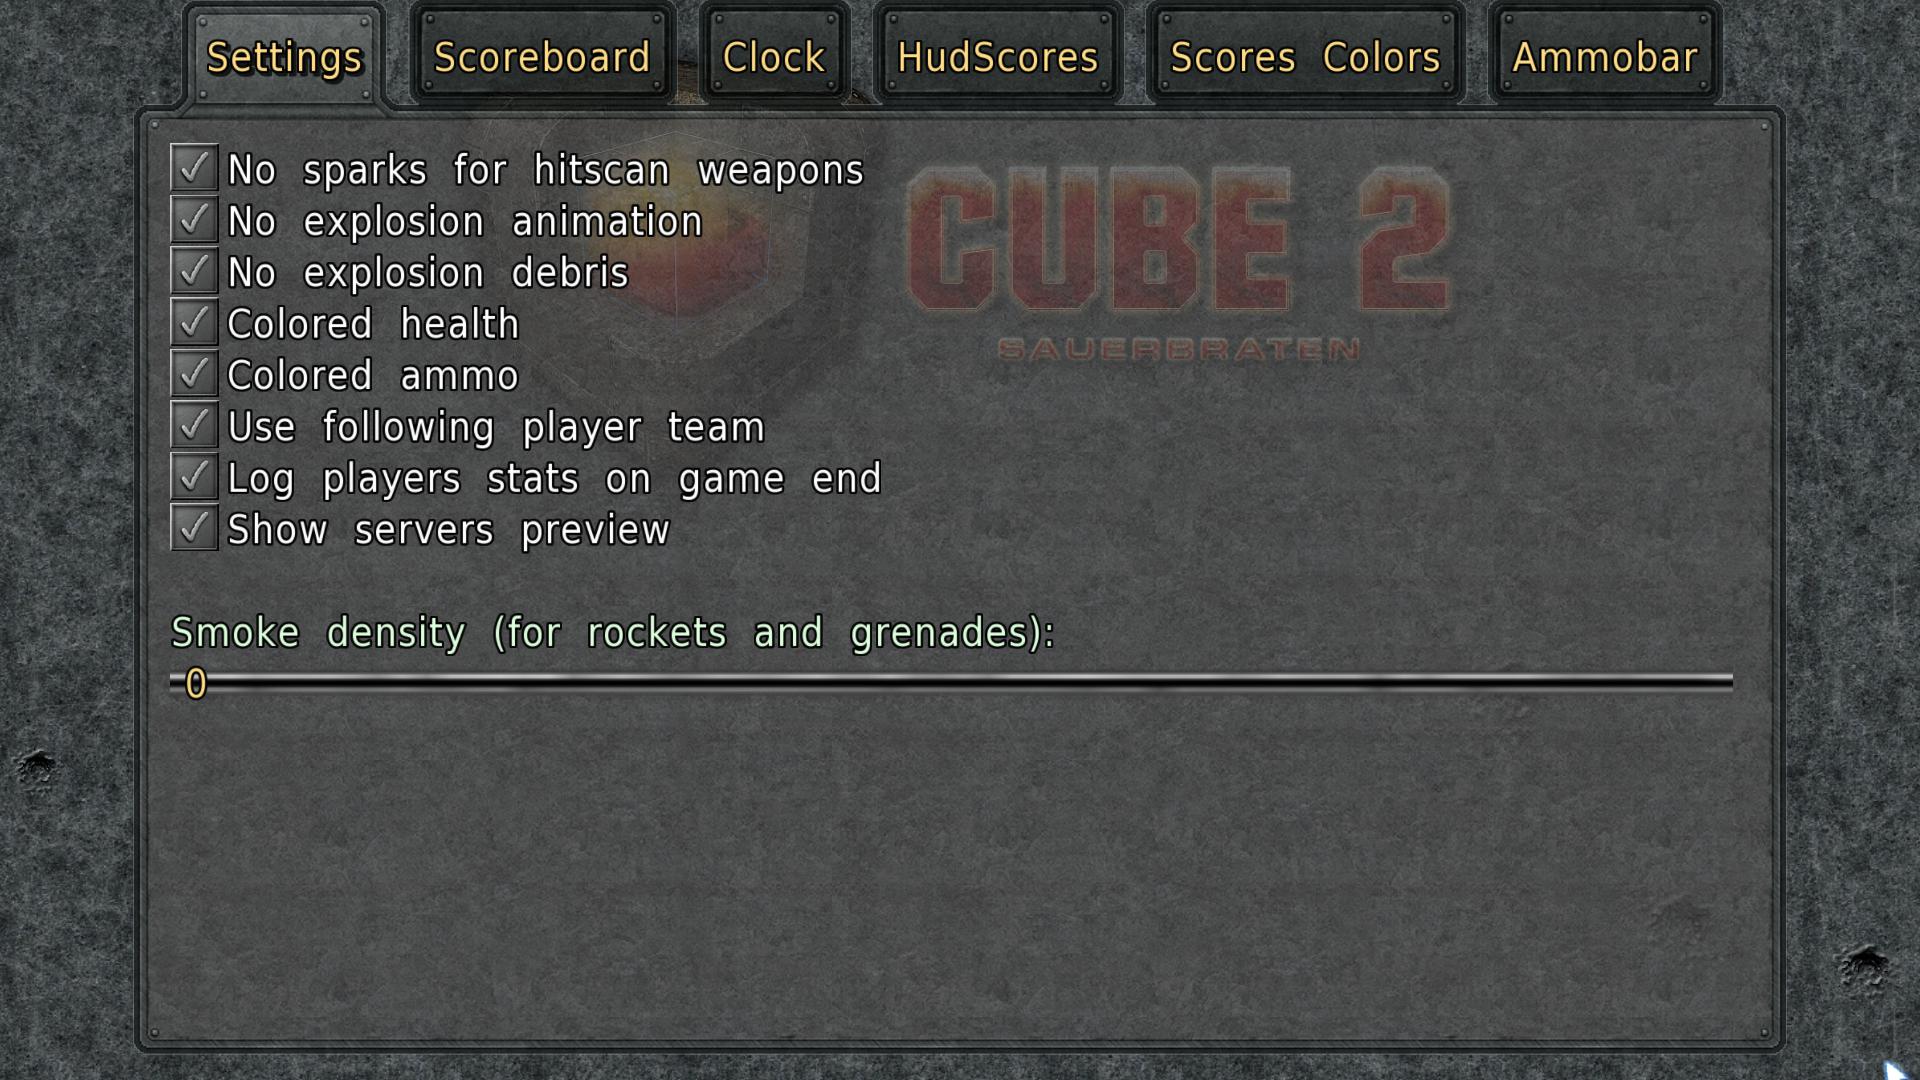 Settings Scoreboard Clock HudScores Scores Colors Ammobar
CUBE 2
SAUERBRATEN
No sparks for hitscan weapons
No explosion animation
No explosion debris
Colored health
Colored ammo
Use following player team
Log players stats on game end
Show servers preview
Smoke density (for rockets and grenades):
0